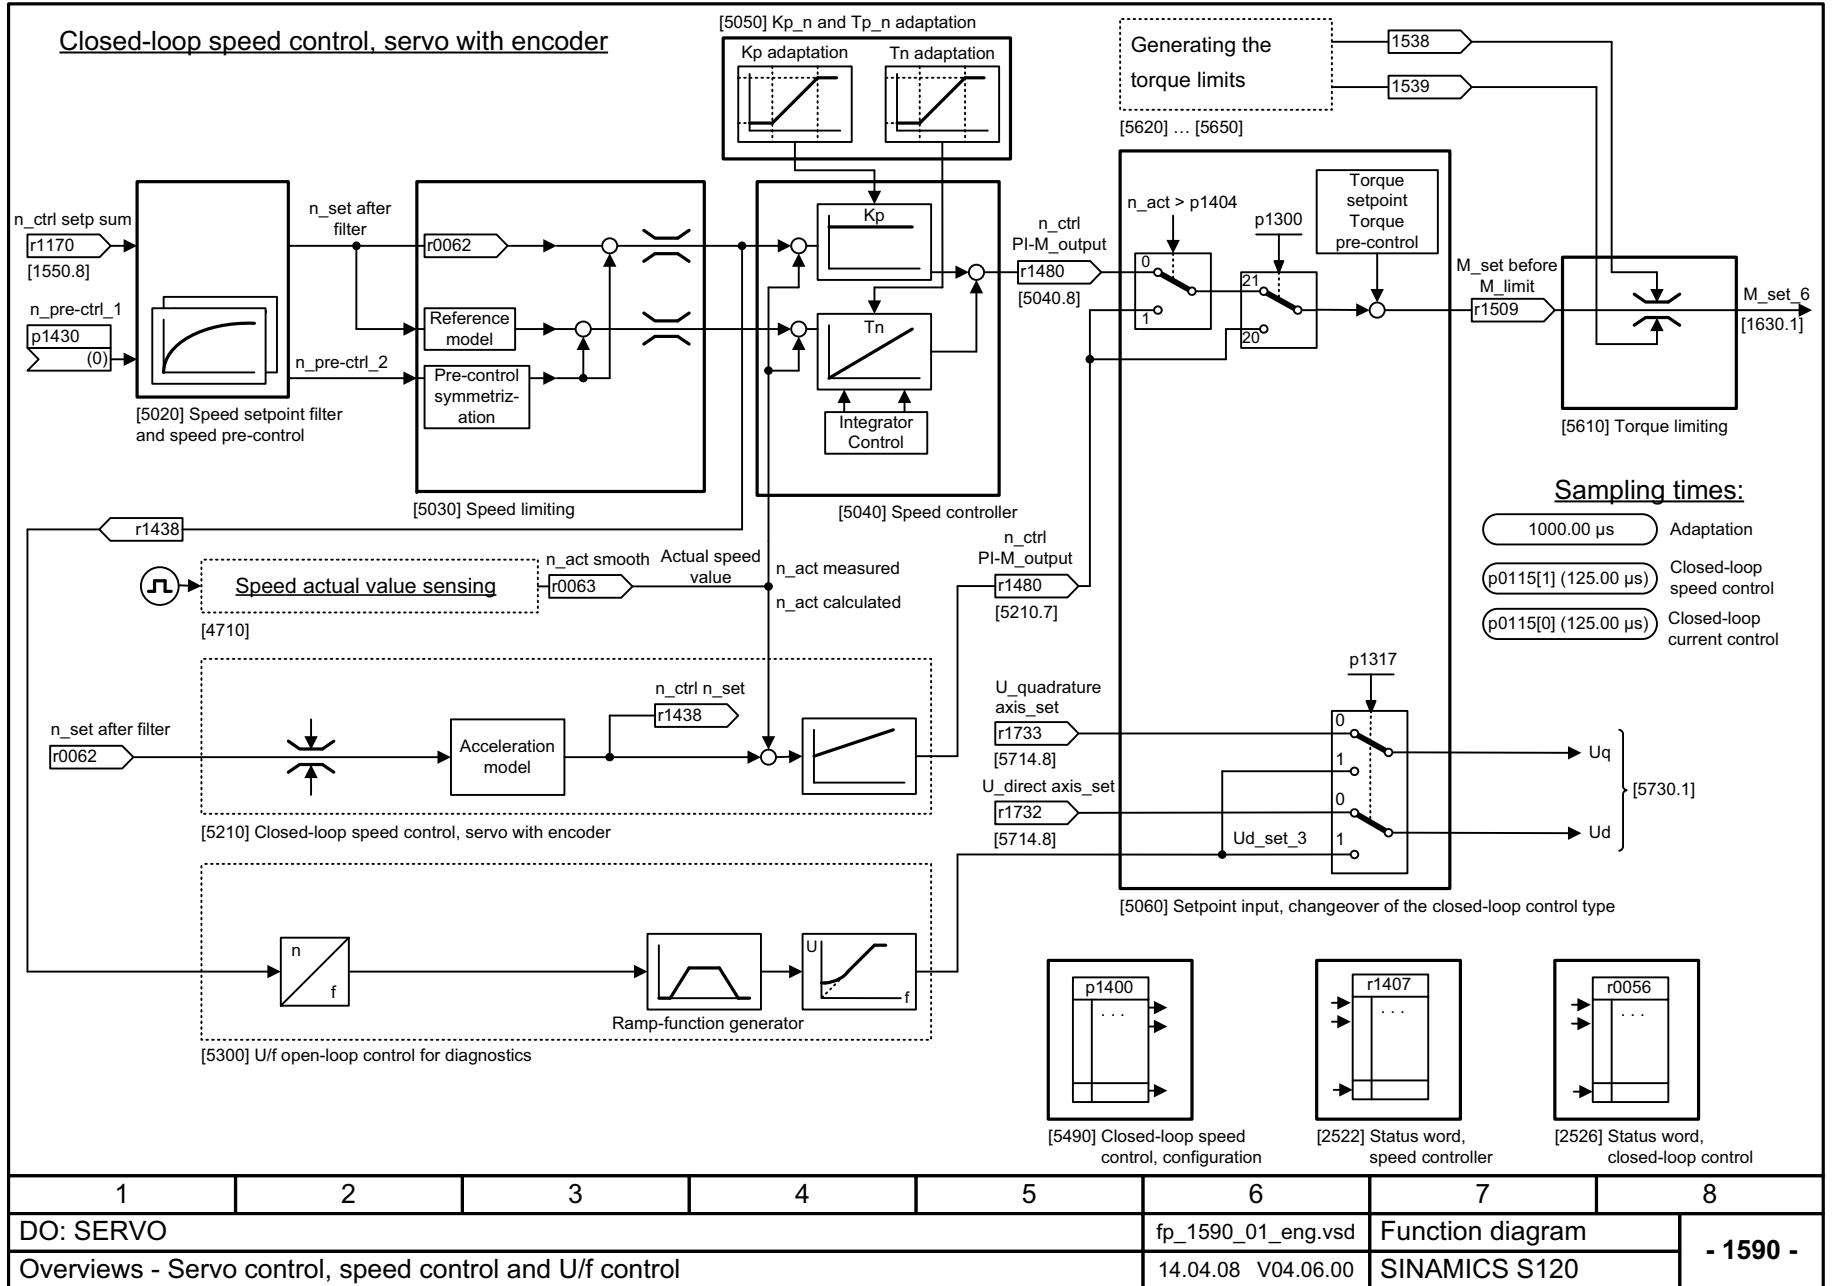 Closed-loop speed control, servo with encoder
[5050] Kp_n and Tp_n adaptation
Kp adaptation
Tn adaptation
Generating the
torque limits
1538
1539
[5620] … [5650]
n_ctrl setp sum
r1170
[1550.8]
n_pre-ctrl_1
p1430
(0)
[5020] Speed setpoint filter
and speed pre-control
n_set after
filter
n_pre-ctrl_2
r0062
Reference
model
Pre-control
symmetriz-
ation
[5030] Speed limiting
Kp
Tn
Integrator
Control
[5040] Speed controller
n_ctrl
PI-M_output
r1480
[5040.8]
n_act > p1404
0
1
p1300
21
20
Torque
setpoint
Torque
pre-control
M_set before
M_limit
r1509
M_set_6
[1630.1]
[5610] Torque limiting
Sampling times:
1000.00 µs
Adaptation
p0115[1] (125.00 µs)
Closed-loop
speed control
p0115[0] (125.00 µs)
Closed-loop
current control
r1438
Speed actual value sensing
[4710]
n_act smooth
r0063
Actual speed
value
n_act measured
n_act calculated
n_ctrl
PI-M_output
r1480
[5210.7]
n_set after filter
r0062
Acceleration
model
n_ctrl n_set
r1438
[5210] Closed-loop speed control, servo with encoder
U_quadrature
axis_set
r1733
[5714.8]
U_direct axis_set
r1732
[5714.8]
Ud_set_3
p1317
0
1
0
1
Uq
Ud
[5730.1]
[5060] Setpoint input, changeover of the closed-loop control type
n
f
Ramp-function generator
U
f
[5300] U/f open-loop control for diagnostics
p1400
. . .
[5490] Closed-loop speed
control, configuration
r1407
. . .
[2522] Status word,
speed controller
r0056
. . .
[2526] Status word,
closed-loop control
1 2 3 4 5 6 7 8
DO: SERVO
fp_1590_01_eng.vsd
Function diagram
- 1590 -
Overviews - Servo control, speed control and U/f control
14.04.08 V04.06.00
SINAMICS S120